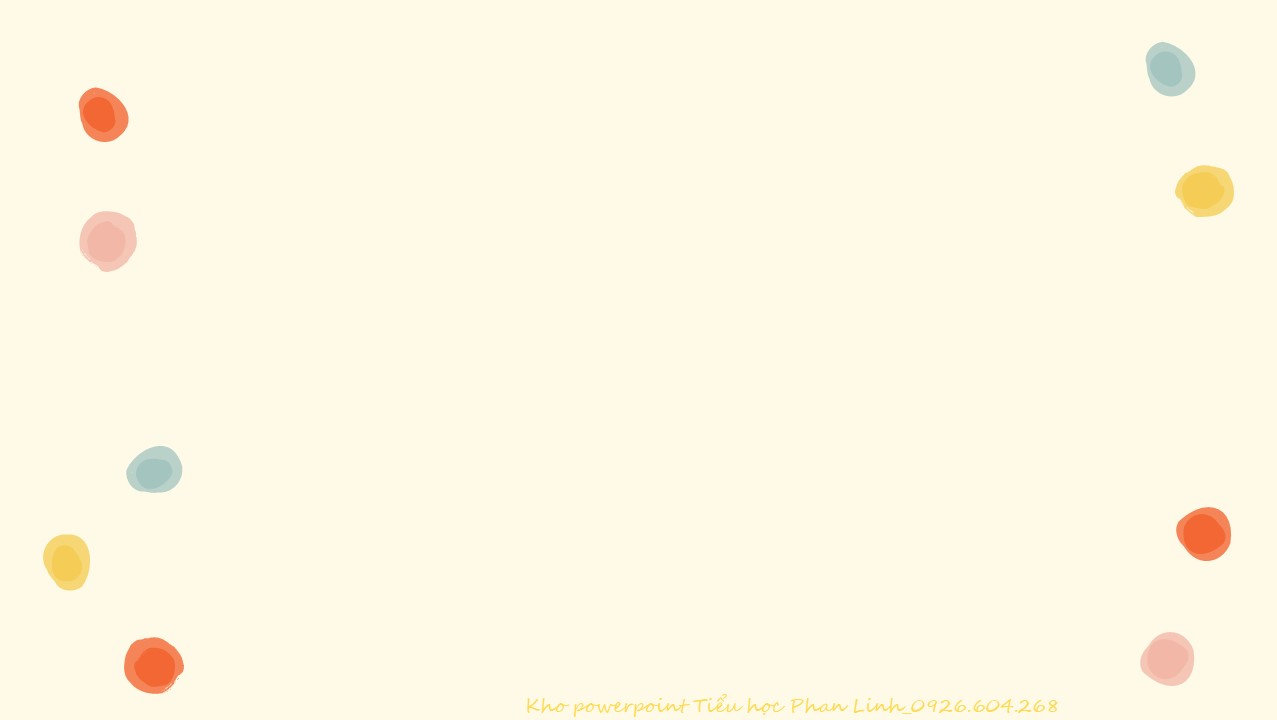 Kho powerpoint Tiểu học Phan Linh_0926.604.268